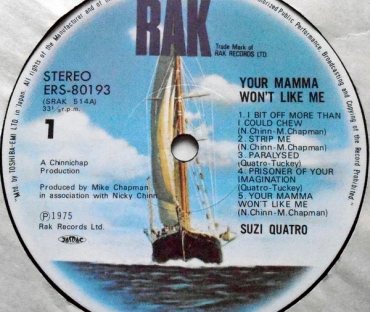 RAK
Trade Mark of
RAK RECORDS LTD.
STEREO
ERS-80193
(SRAK 514A)
33⅓ r.p.m.
1
A Chinnichap
Production
Produced by Mike Chapman
in association with Nicky Chinn
Ⓟ1975
Rak Records Ltd.
YOUR MAMMA
WON'T LIKE ME
1. I BIT OFF MORE THAN
I COULD CHEW
(N.Chinn-M.Chapman)
2. STRIP ME
(N.Chinn-M.Chapman)
3. PARALYSED
(Quatro-Tuckey)
4. PRISONER OF YOUR
IMAGINATION
(Quatro-Tuckey)
5. YOUR MAMMA
WON'T LIKE ME
(N.Chinn-M.Chapman)
SUZI QUATRO
Mfd. by TOSHIBA-EMI LTD in Japan. All rights of the Manufacturer and of
Public Performance, Broadcasting and Copying of the Record Prohibited